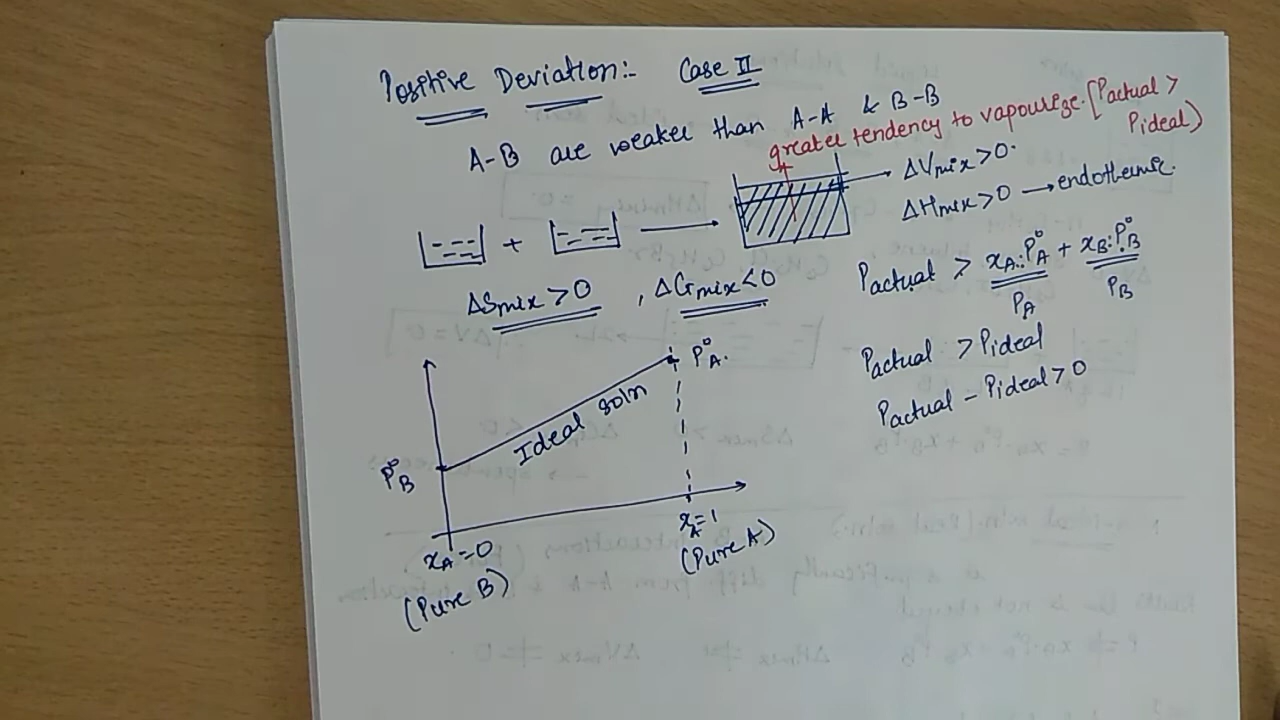 Positive Deviation:- Case II
A-B are weaker than A-A & B-B
greater tendency to vapourize.[Pactual >
Pideal)
ΔVmix>0.
ΔHmix>0 → endothermic.
+ →
ΔSmix>0 , ΔGmix<0
Pactual > xA.P°A + xB.P°B
PA PB
Pactual > Pideal
Pactual - Pideal > 0
P°A.
Ideal soln
P°B
xA=0
(Pure B)
xA=1
(Pure A)